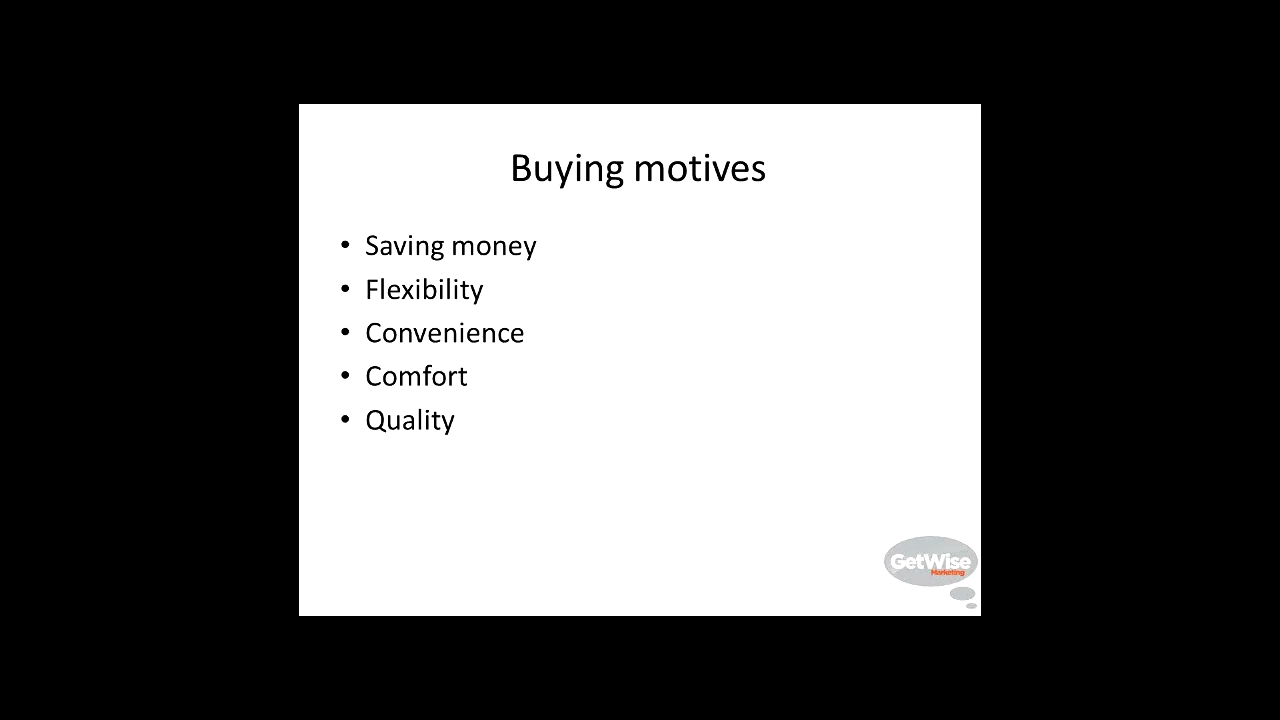 Buying motives
• Saving money
• Flexibility
• Convenience
• Comfort
• Quality
GetWise
Marketing